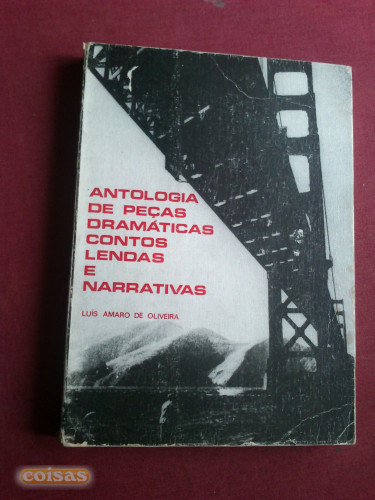 ANTOLOGIA
DE PEÇAS
DRAMÁTICAS
CONTOS
LENDAS
E
NARRATIVAS
LUÍS AMARO DE OLIVEIRA
coisas